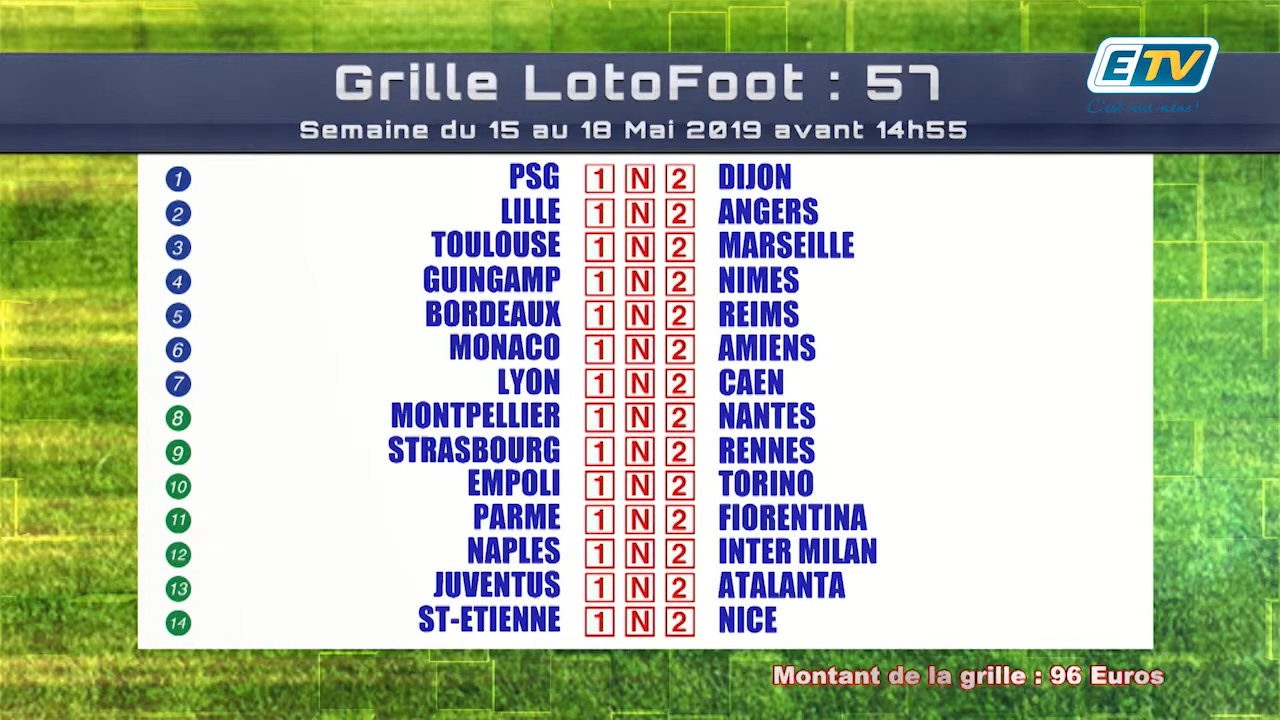 Grille LotoFoot : 57
ETV
C'est vous-même !
Semaine du 15 au 18 Mai 2019 avant 14h55
1 PSG 1 N 2 DIJON
2 LILLE 1 N 2 ANGERS
3 TOULOUSE 1 N 2 MARSEILLE
4 GUINGAMP 1 N 2 NIMES
5 BORDEAUX 1 N 2 REIMS
6 MONACO 1 N 2 AMIENS
7 LYON 1 N 2 CAEN
8 MONTPELLIER 1 N 2 NANTES
9 STRASBOURG 1 N 2 RENNES
10 EMPOLI 1 N 2 TORINO
11 PARME 1 N 2 FIORENTINA
12 NAPLES 1 N 2 INTER MILAN
13 JUVENTUS 1 N 2 ATALANTA
14 ST-ETIENNE 1 N 2 NICE
Montant de la grille : 96 Euros